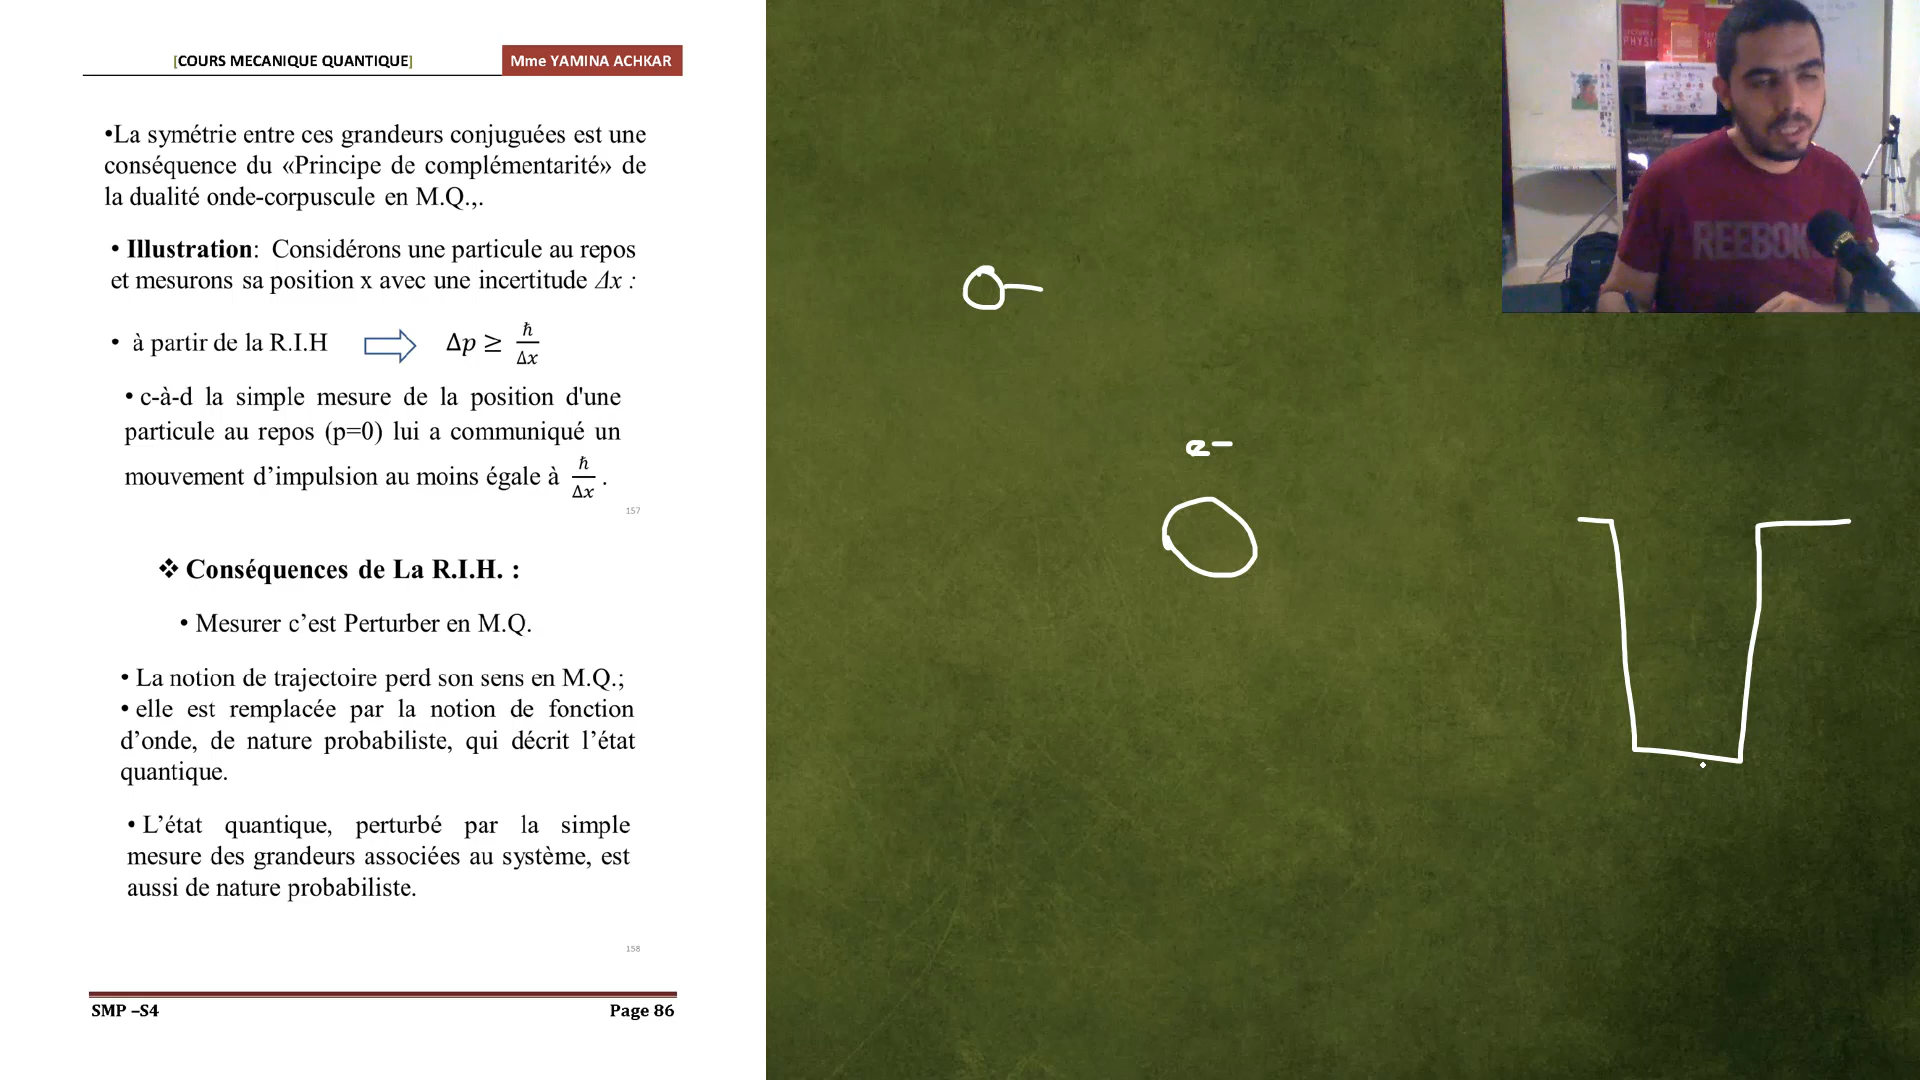 [COURS MECANIQUE QUANTIQUE]
Mme YAMINA ACHKAR
•La symétrie entre ces grandeurs conjuguées est une
conséquence du «Principe de complémentarité» de
la dualité onde-corpuscule en M.Q.,.
• Illustration: Considérons une particule au repos
et mesurons sa position x avec une incertitude Δx :
• à partir de la R.I.H ⇨ Δp ≥ ℏ/Δx
• c-à-d la simple mesure de la position d'une
particule au repos (p=0) lui a communiqué un
mouvement d’impulsion au moins égale à ℏ/Δx .
157
❖ Conséquences de La R.I.H. :
• Mesurer c’est Perturber en M.Q.
• La notion de trajectoire perd son sens en M.Q.;
• elle est remplacée par la notion de fonction
d’onde, de nature probabiliste, qui décrit l’état
quantique.
• L’état quantique, perturbé par la simple
mesure des grandeurs associées au système, est
aussi de nature probabiliste.
158
SMP –S4
Page 86
e-
PHYSI
REEBOK